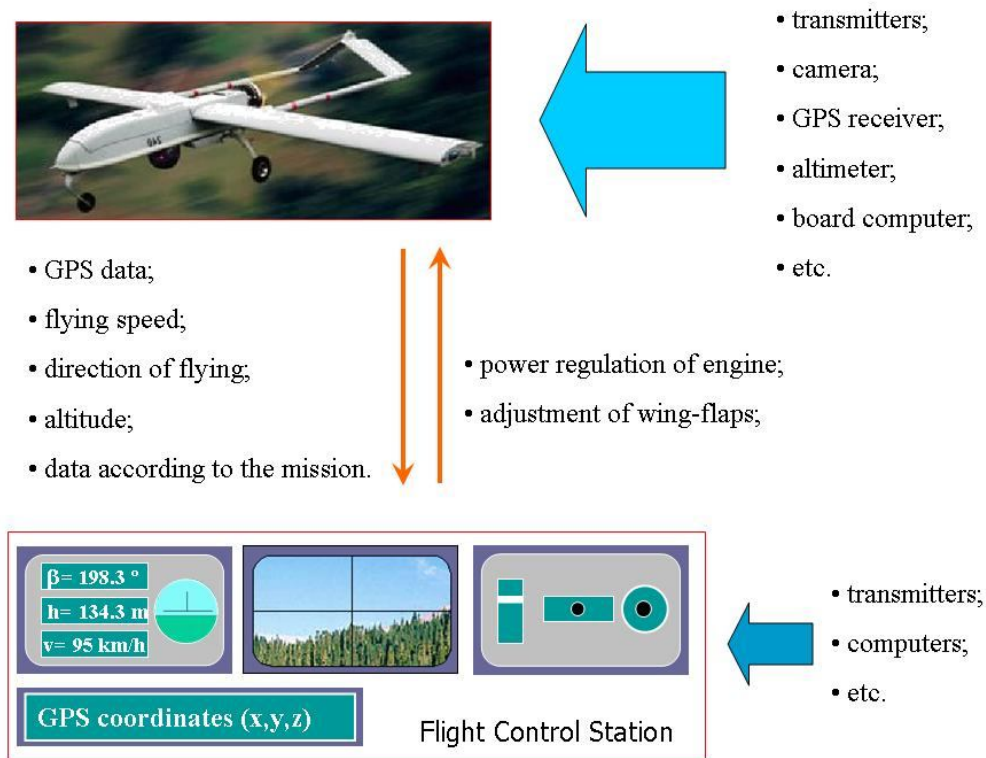 • transmitters;
• camera;
• GPS receiver;
• altimeter;
• board computer;
• etc.
• GPS data;
• flying speed;
• direction of flying;
• altitude;
• data according to the mission.
• power regulation of engine;
• adjustment of wing-flaps;
β= 198.3 º
h= 134.3 m
v= 95 km/h
GPS coordinates (x,y,z)
Flight Control Station
• transmitters;
• computers;
• etc.